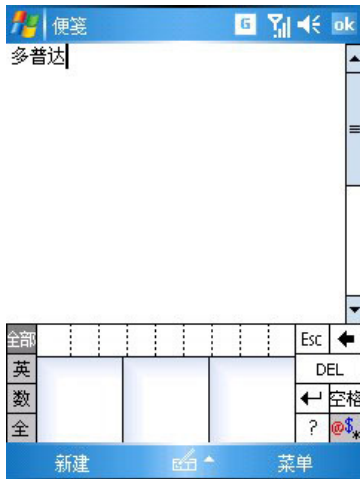 便笺 G ok
多普达
全部 Esc
英 DEL
数 空格
全 ? @$*
新建 菜单